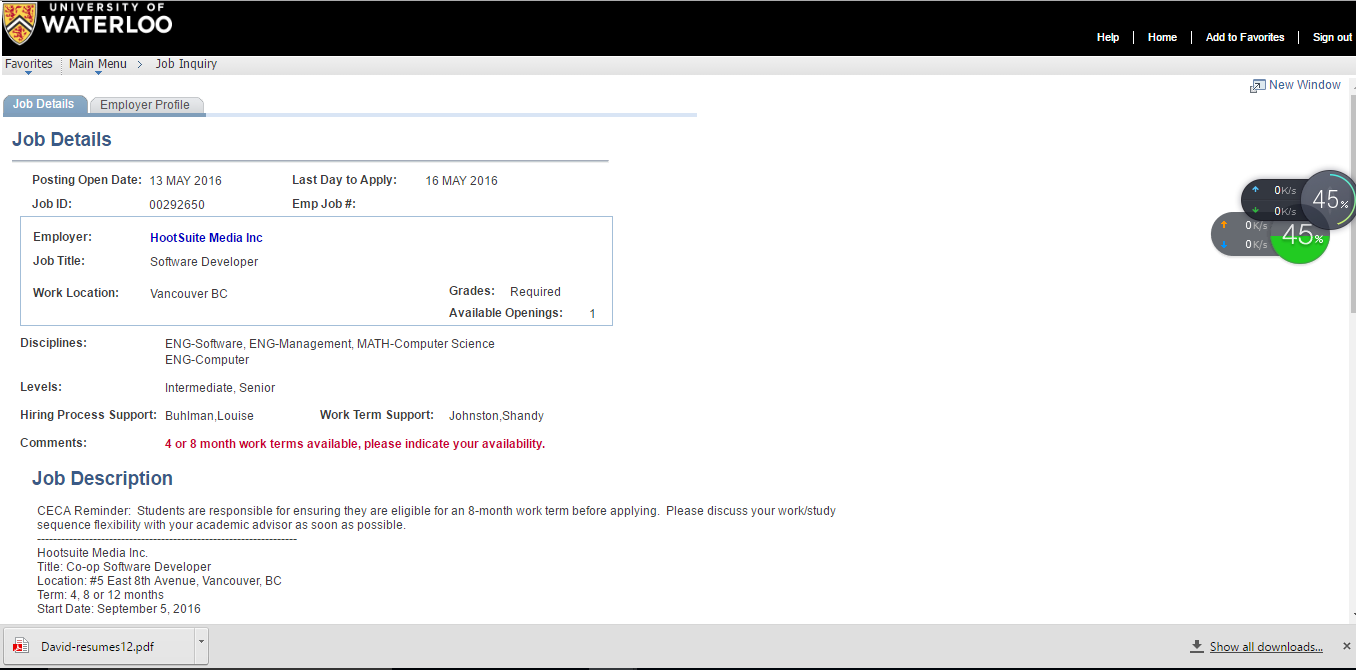 UNIVERSITY OF
WATERLOO
Help Home Add to Favorites Sign out
Favorites Main Menu > Job Inquiry
New Window
Job Details Employer Profile
Job Details
Posting Open Date: 13 MAY 2016 Last Day to Apply: 16 MAY 2016
Job ID: 00292650 Emp Job #:
0K/s
0K/s
45%
0K/s
0K/s
45%
Employer: HootSuite Media Inc
Job Title: Software Developer
Work Location: Vancouver BC
Grades: Required
Available Openings: 1
Disciplines: ENG-Software, ENG-Management, MATH-Computer Science
ENG-Computer
Levels: Intermediate, Senior
Hiring Process Support: Buhlman,Louise Work Term Support: Johnston,Shandy
Comments: 4 or 8 month work terms available, please indicate your availability.
Job Description
CECA Reminder: Students are responsible for ensuring they are eligible for an 8-month work term before applying. Please discuss your work/study
sequence flexibility with your academic advisor as soon as possible.
-----------------------------------------------------------------
Hootsuite Media Inc.
Title: Co-op Software Developer
Location: #5 East 8th Avenue, Vancouver, BC
Term: 4, 8 or 12 months
Start Date: September 5, 2016
David-resumes12.pdf
Show all downloads...